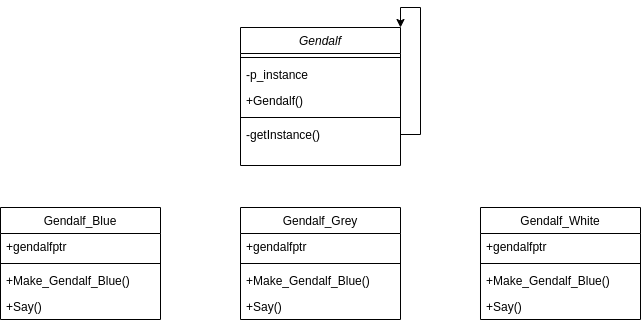 Gendalf
-p_instance
+Gendalf()
-getInstance()
Gendalf_Blue
+gendalfptr
+Make_Gendalf_Blue()
+Say()
Gendalf_Grey
+gendalfptr
+Make_Gendalf_Blue()
+Say()
Gendalf_White
+gendalfptr
+Make_Gendalf_Blue()
+Say()